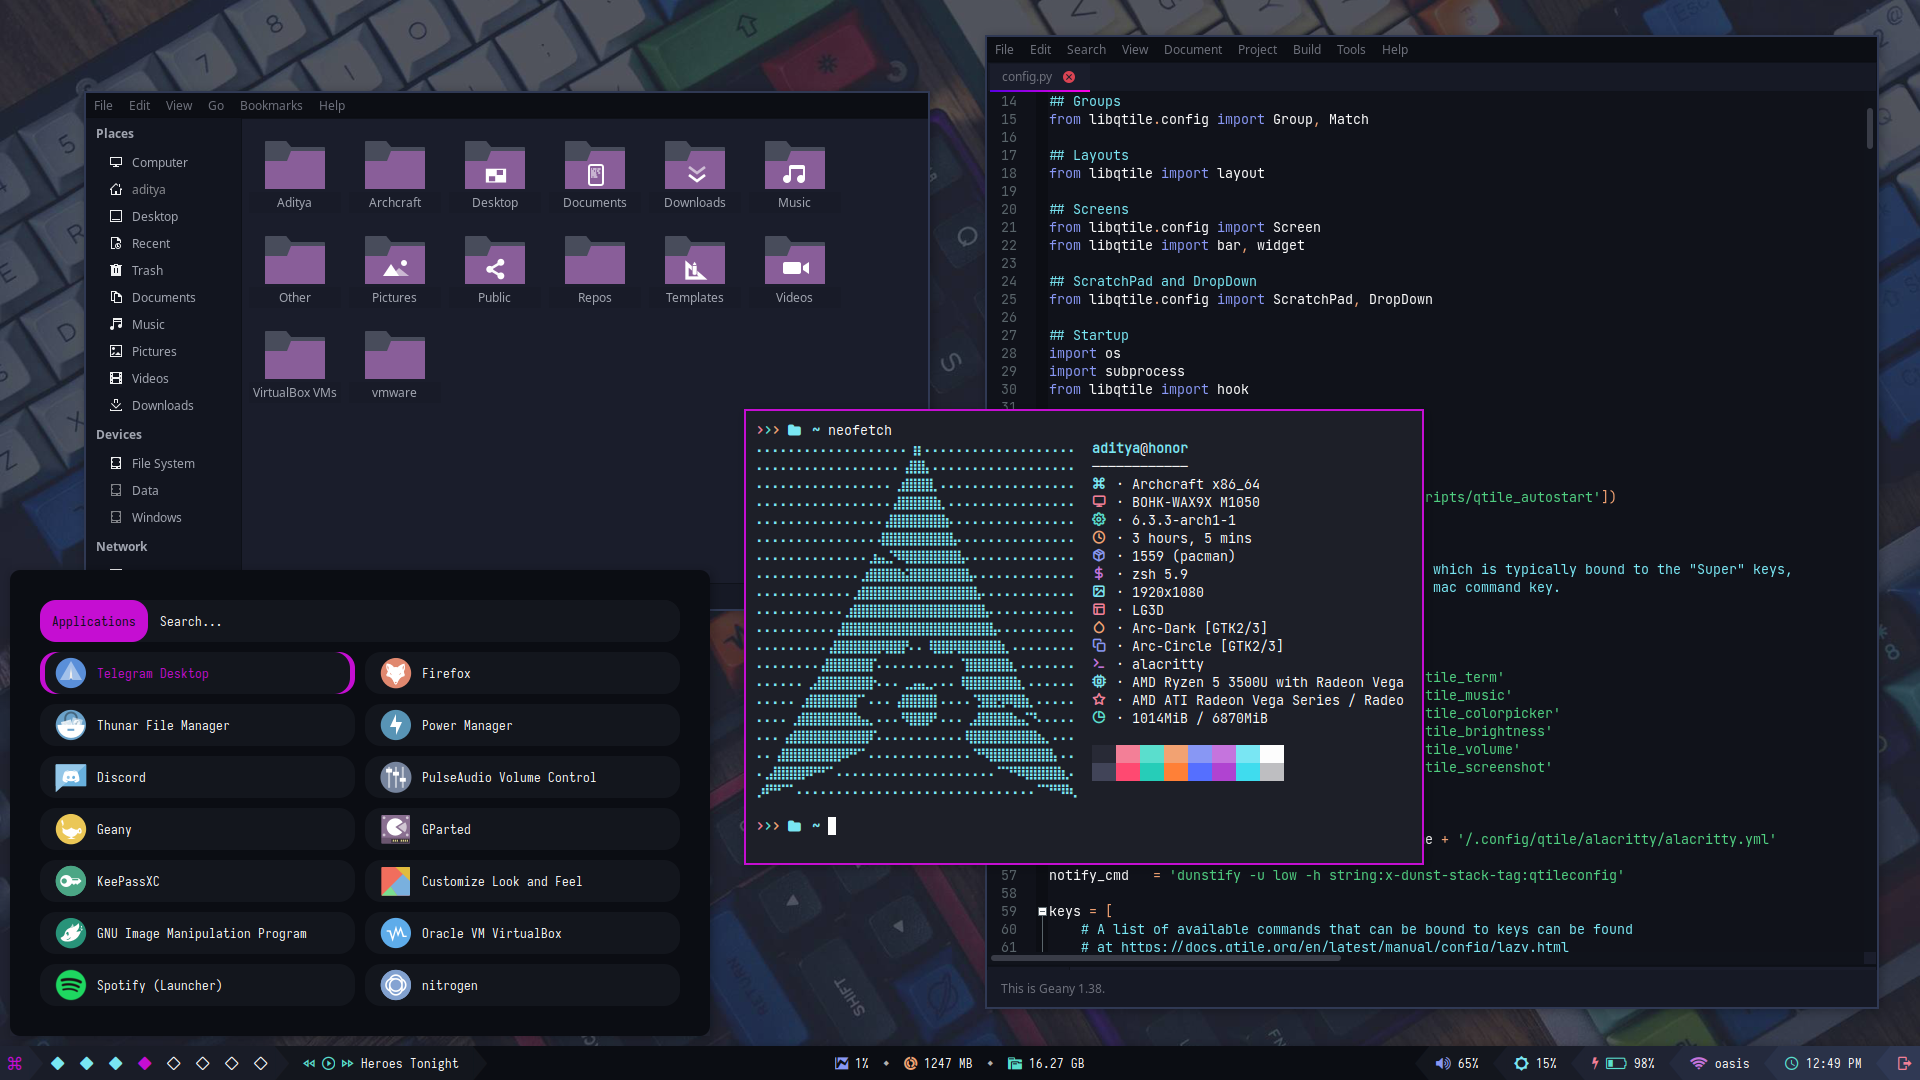 File Edit View Go Bookmarks Help
Places
Computer
aditya
Desktop
Recent
Trash
Documents
Music
Pictures
Videos
Downloads
Devices
File System
Data
Windows
Network
Aditya
Archcraft
Desktop
Documents
Downloads
Music
Other
Pictures
Public
Repos
Templates
Videos
VirtualBox VMs
vmware
File Edit Search View Document Project Build Tools Help
config.py
14 ## Groups
15 from libqtile.config import Group, Match
16
17 ## Layouts
18 from libqtile import layout
19
20 ## Screens
21 from libqtile.config import Screen
22 from libqtile import bar, widget
23
24 ## ScratchPad and DropDown
25 from libqtile.config import ScratchPad, DropDown
26
27 ## Startup
28 import os
29 import subprocess
30 from libqtile import hook
31
ripts/qtile_autostart'])
which is typically bound to the "Super" keys,
mac command key.
tile_term'
tile_music'
tile_colorpicker'
tile_brightness'
tile_volume'
tile_screenshot'
e + '/.config/qtile/alacritty/alacritty.yml'
57 notify_cmd = 'dunstify -u low -h string:x-dunst-stack-tag:qtileconfig'
58
59 keys = [
60 # A list of available commands that can be bound to keys can be found
61 # at https://docs.qtile.org/en/latest/manual/config/lazy.html
This is Geany 1.38.
>>> ~ neofetch
aditya@honor
· Archcraft x86_64
· BOHK-WAX9X M1050
· 6.3.3-arch1-1
· 3 hours, 5 mins
· 1559 (pacman)
· zsh 5.9
· 1920x1080
· LG3D
· Arc-Dark [GTK2/3]
· Arc-Circle [GTK2/3]
· alacritty
· AMD Ryzen 5 3500U with Radeon Vega
· AMD ATI Radeon Vega Series / Radeo
· 1014MiB / 6870MiB
>>> ~
Applications Search...
Telegram Desktop
Firefox
Thunar File Manager
Power Manager
Discord
PulseAudio Volume Control
Geany
GParted
KeePassXC
Customize Look and Feel
GNU Image Manipulation Program
Oracle VM VirtualBox
Spotify (Launcher)
nitrogen
Heroes Tonight
1%
1247 MB
16.27 GB
65%
15%
98%
oasis
12:49 PM